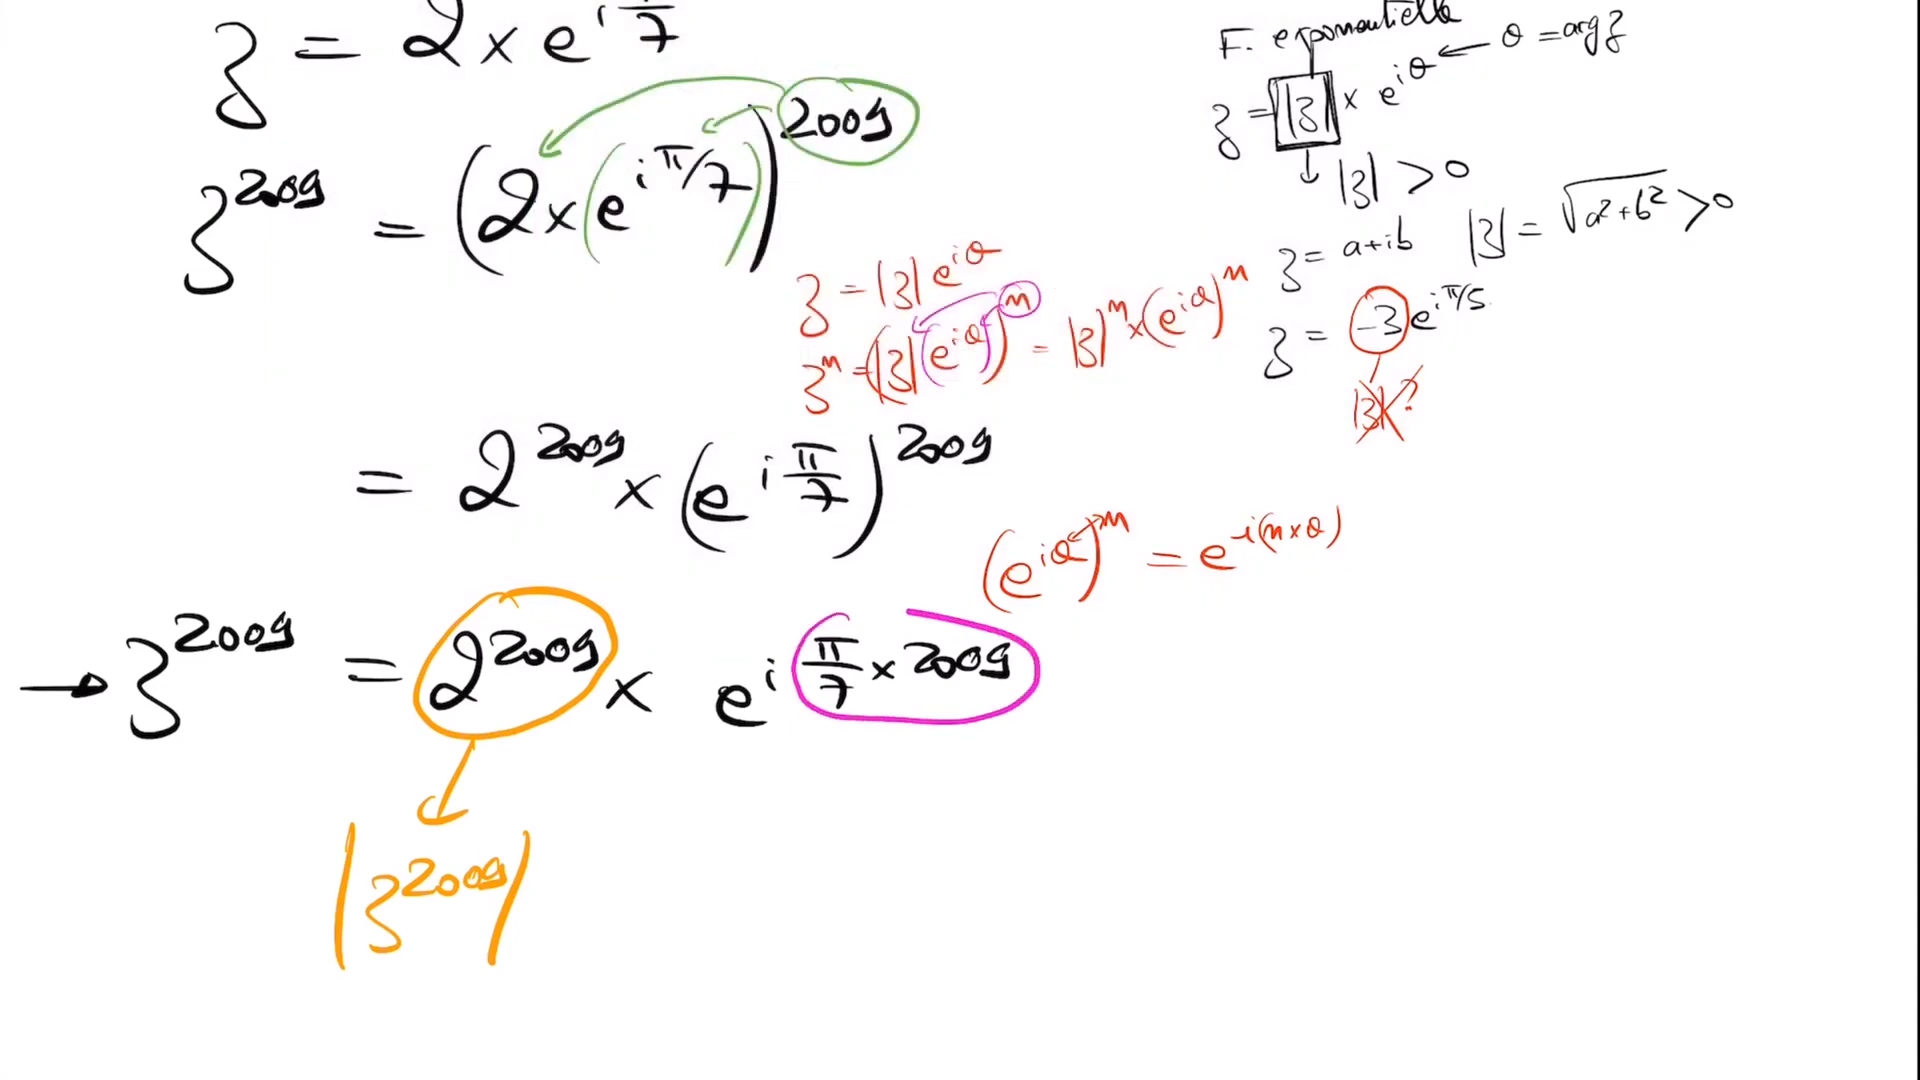 z = 2 × e^{iπ/7}
z^{2009} = (2 × (e^{iπ/7}))^{2009}
= 2^{2009} × (e^{iπ/7})^{2009}
→ z^{2009} = 2^{2009} × e^{i π/7 × 2009}
|z^{2009}|
z = |z| e^{iθ}
z^n = (|z| (e^{iθ}))^n = |z|^n × (e^{iθ})^n
(e^{iθ})^n = e^{i(n×θ)}
F. exponentielle
z = |z| × e^{iθ} ← θ = arg z
↓ |z| > 0
z = a+ib |z| = √(a²+b²) > 0
z = -3 e^{iπ/5}
|z| ?